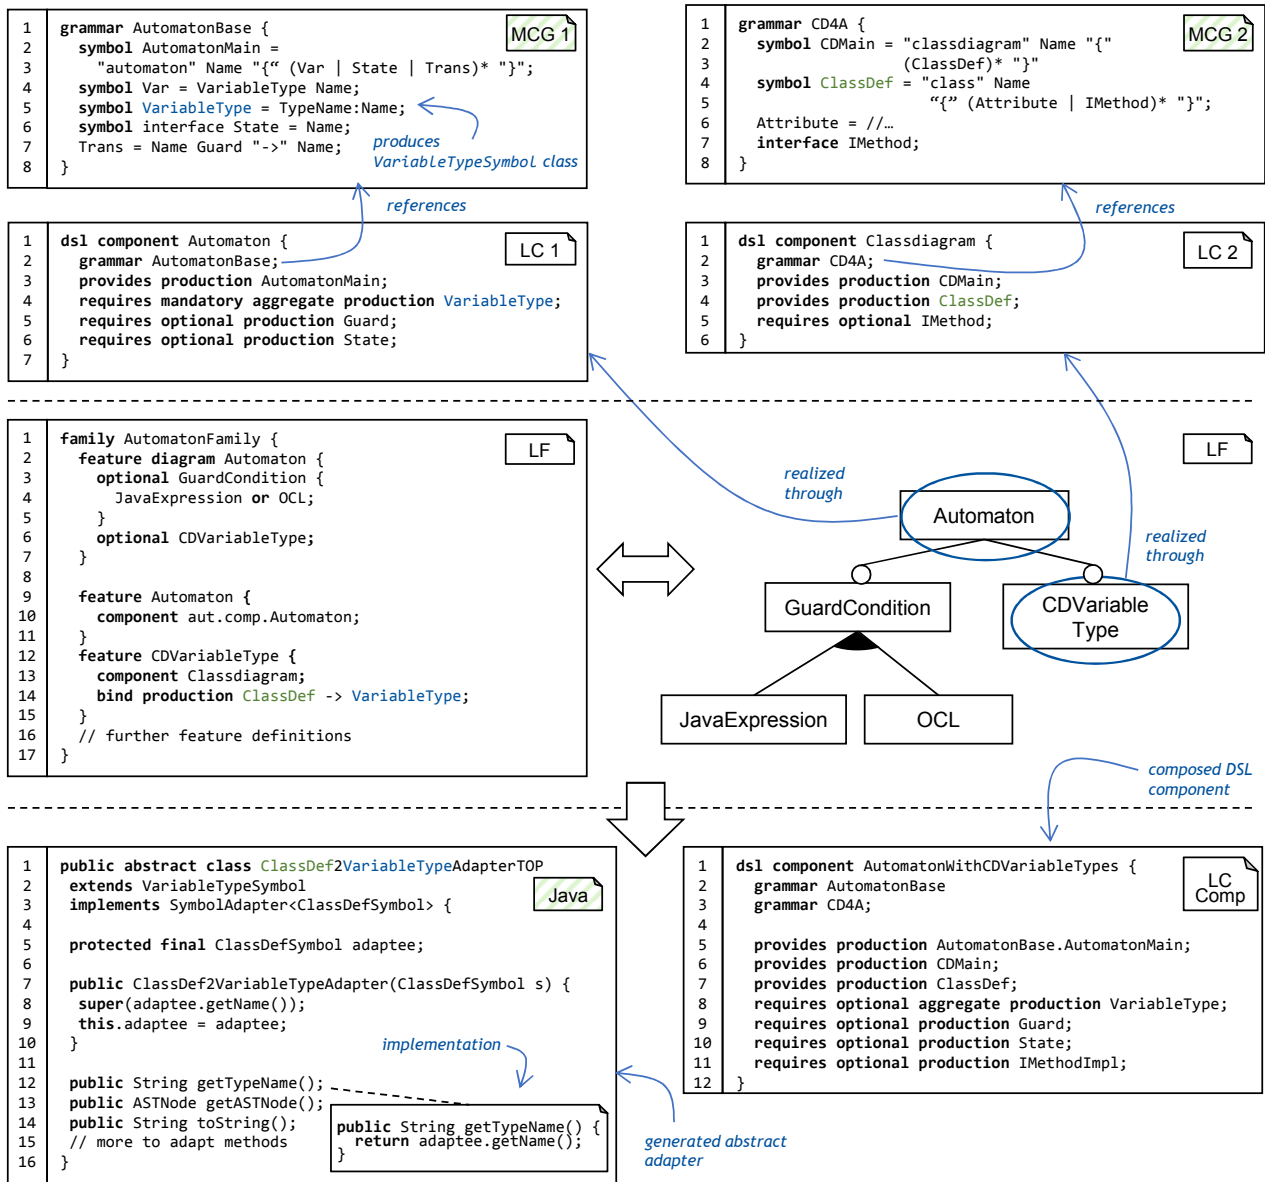 MCG 1
1 grammar AutomatonBase {
2 symbol AutomatonMain =
3 "automaton" Name "{“ (Var | State | Trans)* "}";
4 symbol Var = VariableType Name;
5 symbol VariableType = TypeName:Name;
6 symbol interface State = Name;
7 Trans = Name Guard "->" Name;
8 }
produces
VariableTypeSymbol class
MCG 2
1 grammar CD4A {
2 symbol CDMain = "classdiagram" Name "{"
3 (ClassDef)* "}"
4 symbol ClassDef = "class" Name
5 “{” (Attribute | IMethod)* "}";
6 Attribute = //…
7 interface IMethod;
8 }
references
references
LC 1
1 dsl component Automaton {
2 grammar AutomatonBase;
3 provides production AutomatonMain;
4 requires mandatory aggregate production VariableType;
5 requires optional production Guard;
6 requires optional production State;
7 }
LC 2
1 dsl component Classdiagram {
2 grammar CD4A;
3 provides production CDMain;
4 provides production ClassDef;
5 requires optional IMethod;
6 }
LF
1 family AutomatonFamily {
2 feature diagram Automaton {
3 optional GuardCondition {
4 JavaExpression or OCL;
5 }
6 optional CDVariableType;
7 }
8
9 feature Automaton {
10 component aut.comp.Automaton;
11 }
12 feature CDVariableType {
13 component Classdiagram;
14 bind production ClassDef -> VariableType;
15 }
16 // further feature definitions
17 }
LF
realized
through
Automaton
realized
through
GuardCondition
CDVariable
Type
JavaExpression
OCL
composed DSL
component
Java
1 public abstract class ClassDef2VariableTypeAdapterTOP
2 extends VariableTypeSymbol
3 implements SymbolAdapter<ClassDefSymbol> {
4
5 protected final ClassDefSymbol adaptee;
6
7 public ClassDef2VariableTypeAdapter(ClassDefSymbol s) {
8 super(adaptee.getName());
9 this.adaptee = adaptee;
10 }
11
12 public String getTypeName();
13 public ASTNode getASTNode();
14 public String toString();
15 // more to adapt methods
16 }
implementation
public String getTypeName() {
return adaptee.getName();
}
generated abstract
adapter
LC
Comp
1 dsl component AutomatonWithCDVariableTypes {
2 grammar AutomatonBase
3 grammar CD4A;
4
5 provides production AutomatonBase.AutomatonMain;
6 provides production CDMain;
7 provides production ClassDef;
8 requires optional aggregate production VariableType;
9 requires optional production Guard;
10 requires optional production State;
11 requires optional production IMethodImpl;
12 }